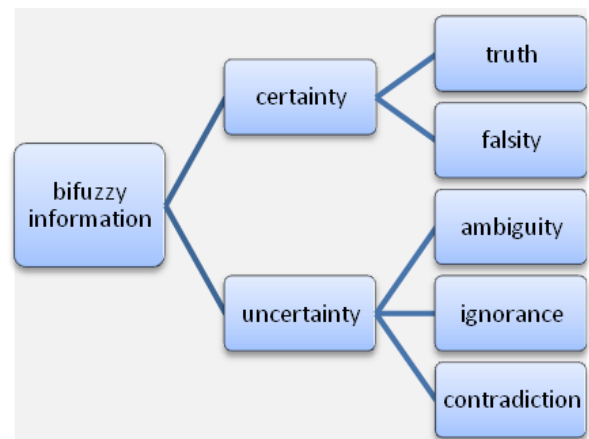 bifuzzy
information
certainty
truth
falsity
uncertainty
ambiguity
ignorance
contradiction